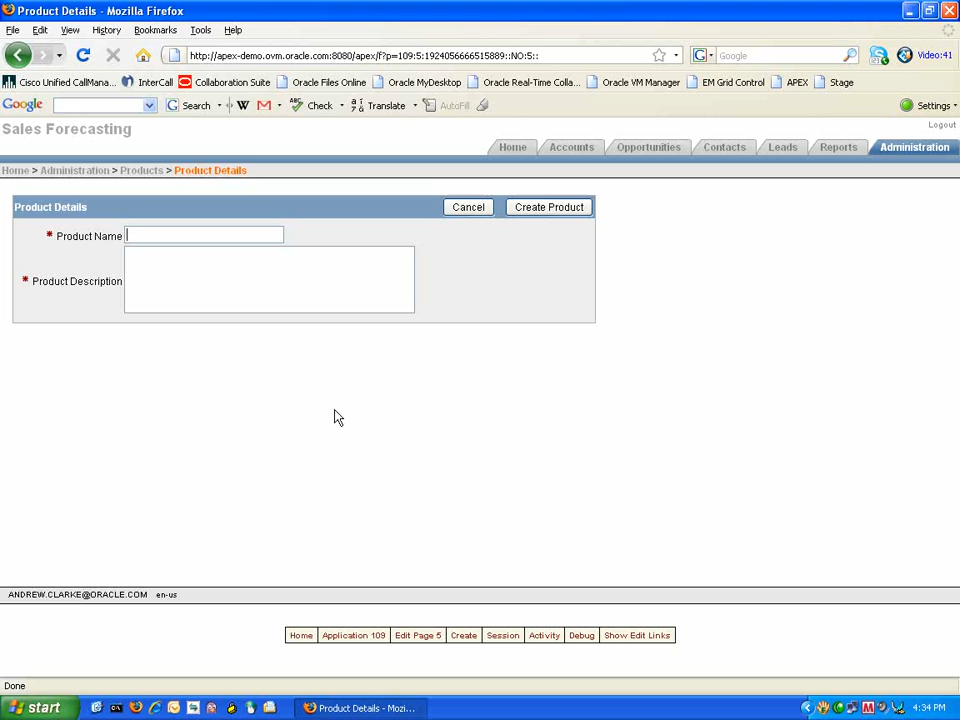 Product Details - Mozilla Firefox
File Edit View History Bookmarks Tools Help
http://apex-demo.ovm.oracle.com:8080/apex/f?p=109:5:1924056666515889::NO:5:: Google Video:41
Cisco Unified CallMana... InterCall Collaboration Suite Oracle Files Online Oracle MyDesktop Oracle Real-Time Colla... Oracle VM Manager EM Grid Control APEX Stage
Google Search Check Translate AutoFill Settings
Sales Forecasting Logout
Home Accounts Opportunities Contacts Leads Reports Administration
Home > Administration > Products > Product Details
Product Details Cancel Create Product
* Product Name
* Product Description
ANDREW.CLARKE@ORACLE.COM en-us
Home Application 109 Edit Page 5 Create Session Activity Debug Show Edit Links
Done
start Product Details - Mozi... 4:34 PM